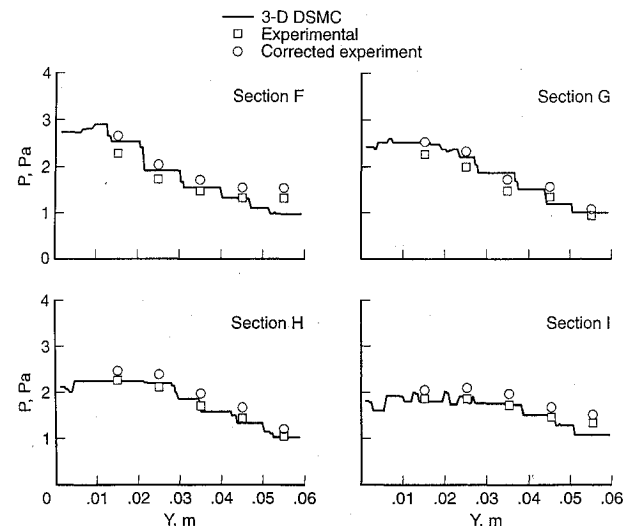 3-D DSMC
Experimental
Corrected experiment
4
3
2
1
0
P, Pa
Section F
Section G
4
3
2
1
0
P, Pa
Section H
.01
.02
.03
.04
.05
.06
Y, m
Section I
.01
.02
.03
.04
.05
.06
Y, m